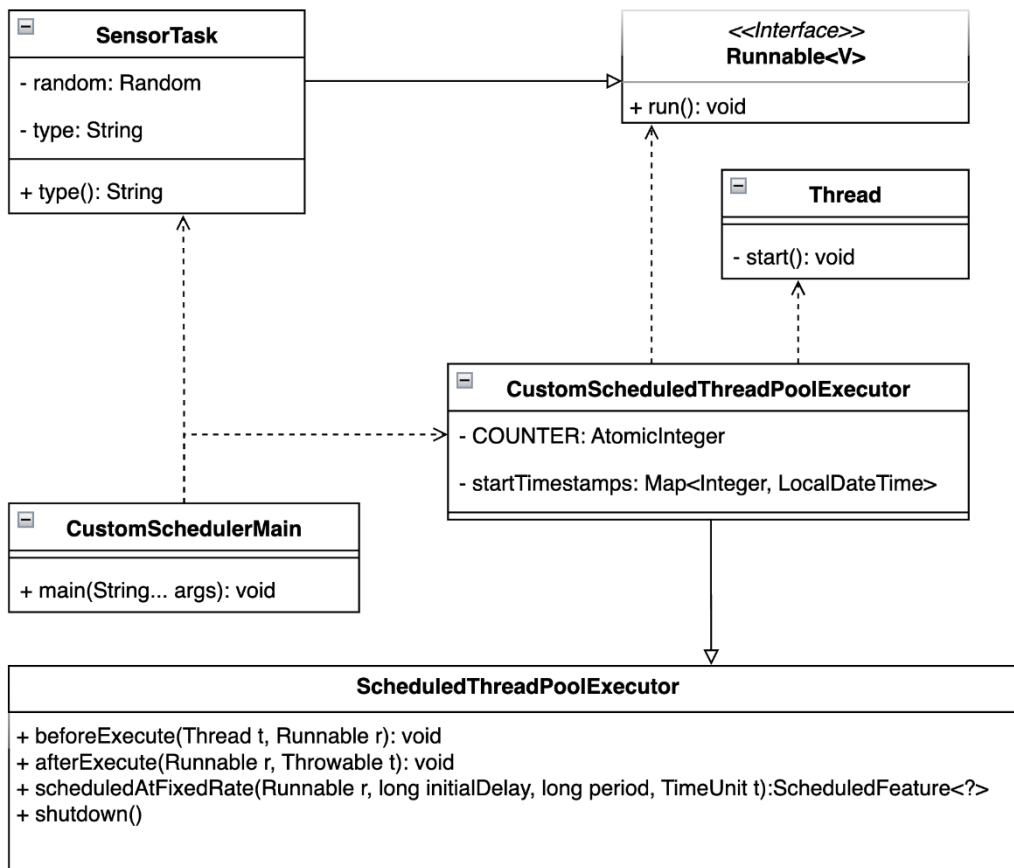 SensorTask
- random: Random
- type: String
+ type(): String
<<Interface>>
Runnable<V>
+ run(): void
Thread
- start(): void
CustomScheduledThreadPoolExecutor
- COUNTER: AtomicInteger
- startTimestamps: Map<Integer, LocalDateTime>
CustomSchedulerMain
+ main(String... args): void
ScheduledThreadPoolExecutor
+ beforeExecute(Thread t, Runnable r): void
+ afterExecute(Runnable r, Throwable t): void
+ scheduledAtFixedRate(Runnable r, long initialDelay, long period, TimeUnit t):ScheduledFeature<?>
+ shutdown()